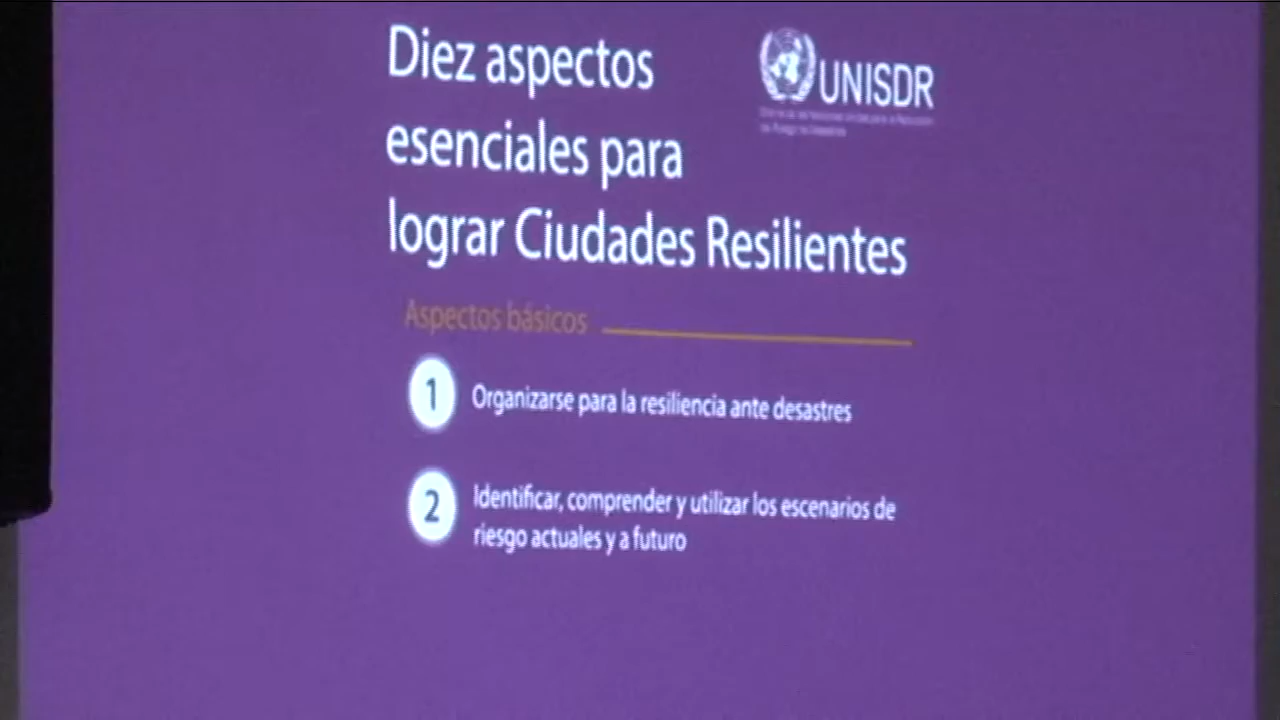 Diez aspectos
esenciales para
lograr Ciudades Resilientes
UNISDR
Aspectos básicos
1 Organizarse para la resiliencia ante desastres
2 Identificar, comprender y utilizar los escenarios de
riesgo actuales y a futuro